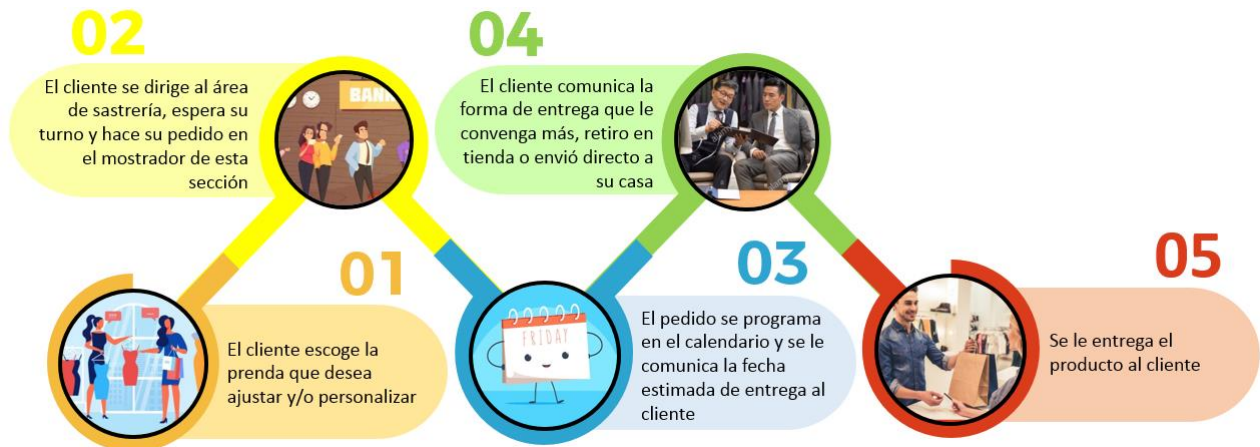 02
El cliente se dirige al área
de sastrería, espera su
turno y hace su pedido en
el mostrador de esta
sección
BANK
04
El cliente comunica la
forma de entrega que le
convenga más, retiro en
tienda o envió directo a
su casa
01
El cliente escoge la
prenda que desea
ajustar y/o personalizar
FRIDAY
03
El pedido se programa
en el calendario y se le
comunica la fecha
estimada de entrega al
cliente
05
Se le entrega el
producto al cliente